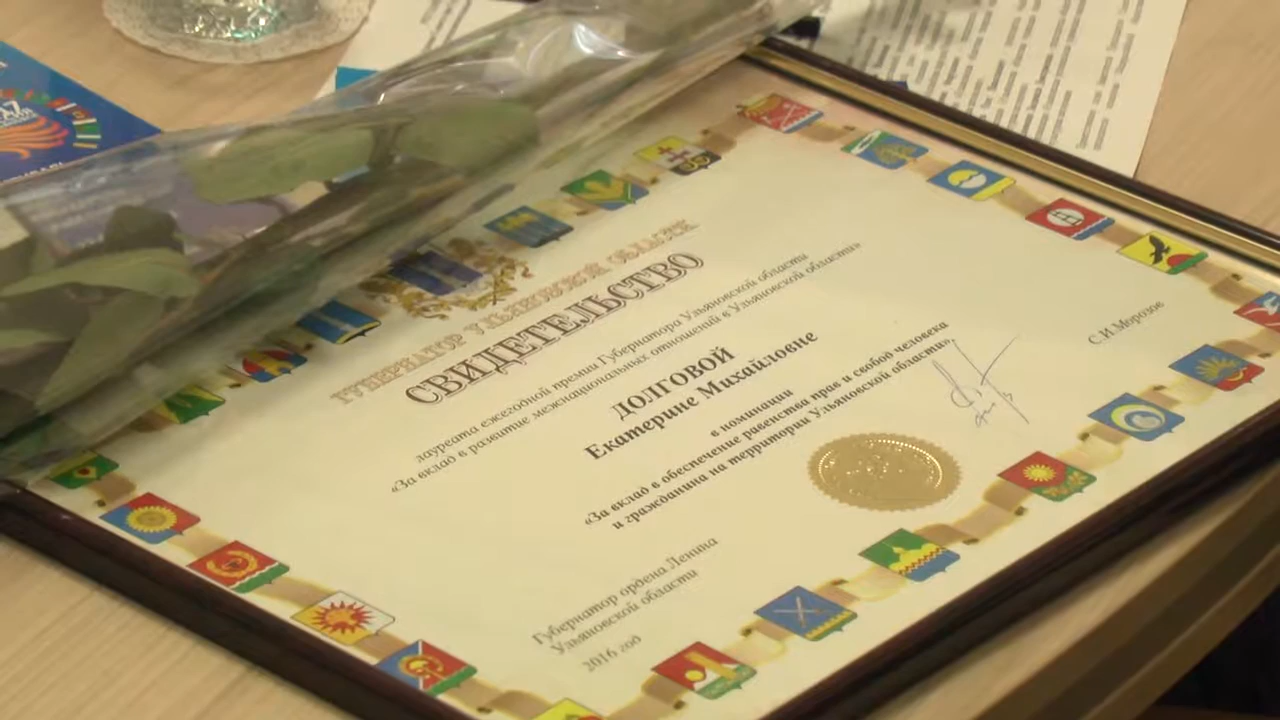 ГУБЕРНАТОР УЛЬЯНОВСКОЙ ОБЛАСТИ
СВИДЕТЕЛЬСТВО
лауреата ежегодной премии Губернатора Ульяновской области
«За вклад в развитие межнациональных отношений в Ульяновской области»
ДОЛГОВОЙ
Екатерине Михайловне
в номинации
«За вклад в обеспечение равенства прав и свобод человека
и гражданина на территории Ульяновской области»
Губернатор ордена Ленина
Ульяновской области
С.И.Морозов
2016 год